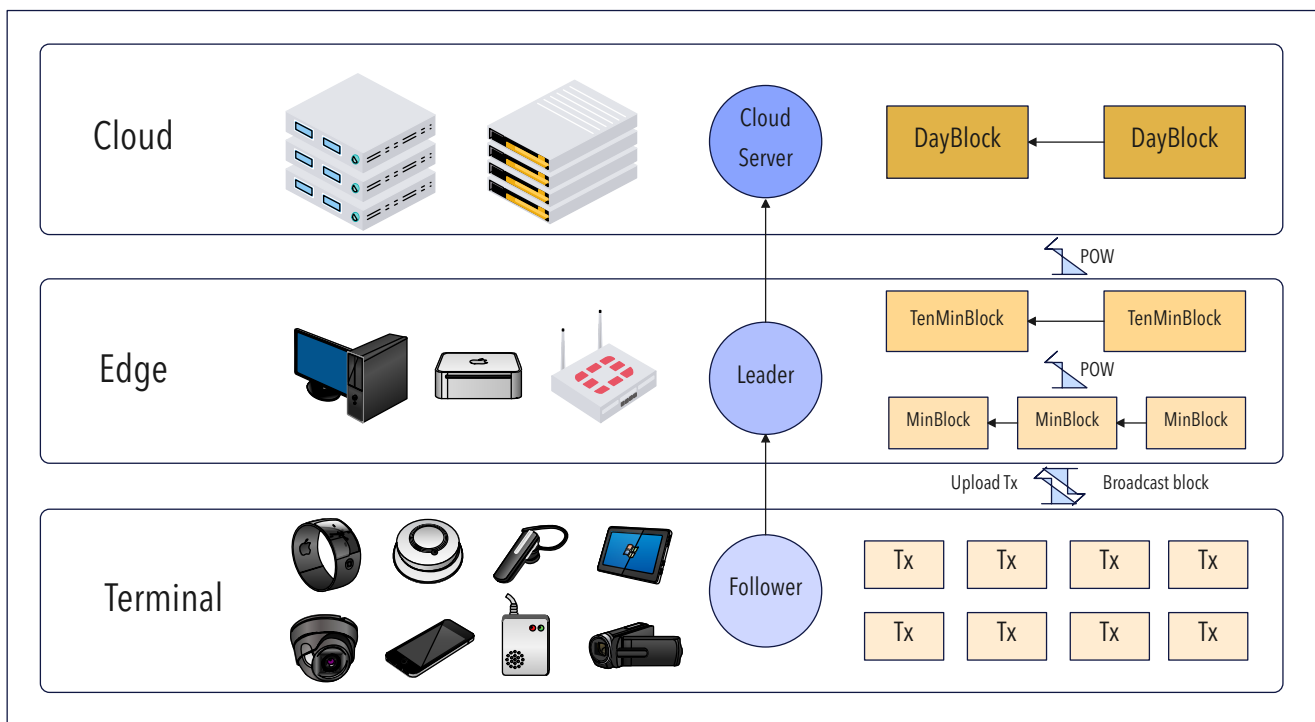 Cloud
Cloud
Server
DayBlock
DayBlock
POW
Edge
Leader
TenMinBlock
TenMinBlock
POW
MinBlock
MinBlock
MinBlock
Upload Tx
Broadcast block
Terminal
Follower
Tx
Tx
Tx
Tx
Tx
Tx
Tx
Tx